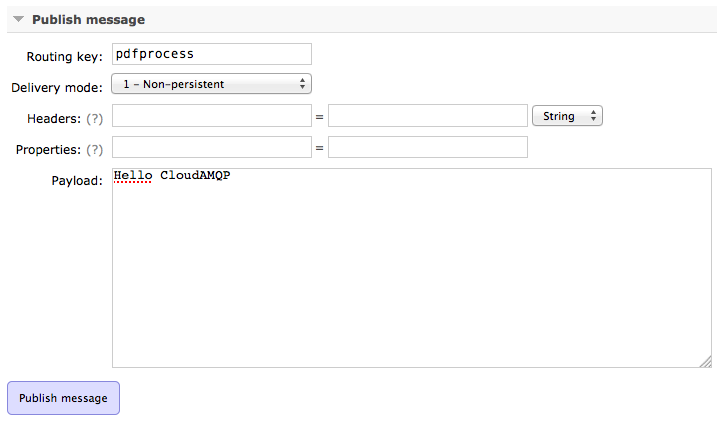 Publish message
Routing key: pdfprocess
Delivery mode: 1 – Non-persistent
Headers: (?) = String
Properties: (?) =
Payload: Hello CloudAMQP
Publish message